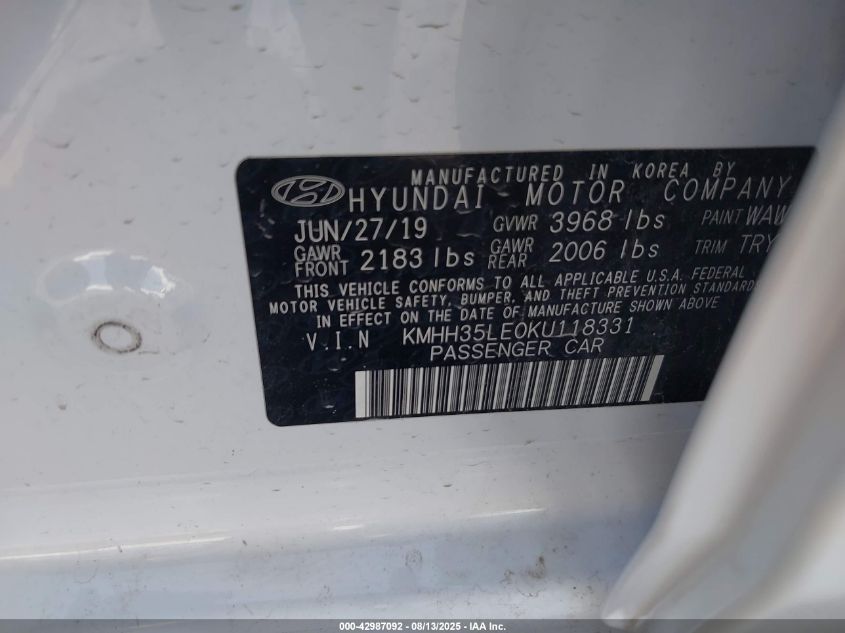 MANUFACTURED IN KOREA BY
HYUNDAI MOTOR COMPANY
JUN/27/19 GVWR 3968 lbs PAINT WAW
GAWR FRONT 2183 lbs GAWR REAR 2006 lbs TRIM TRY
THIS VEHICLE CONFORMS TO ALL APPLICABLE U.S.A. FEDERAL
MOTOR VEHICLE SAFETY, BUMPER, AND THEFT PREVENTION STANDARDS
IN EFFECT ON THE DATE OF MANUFACTURE SHOWN ABOVE
V.I.N KMHH35LE0KU118331
PASSENGER CAR
000-42987092 - 08/13/2025 - IAA Inc.